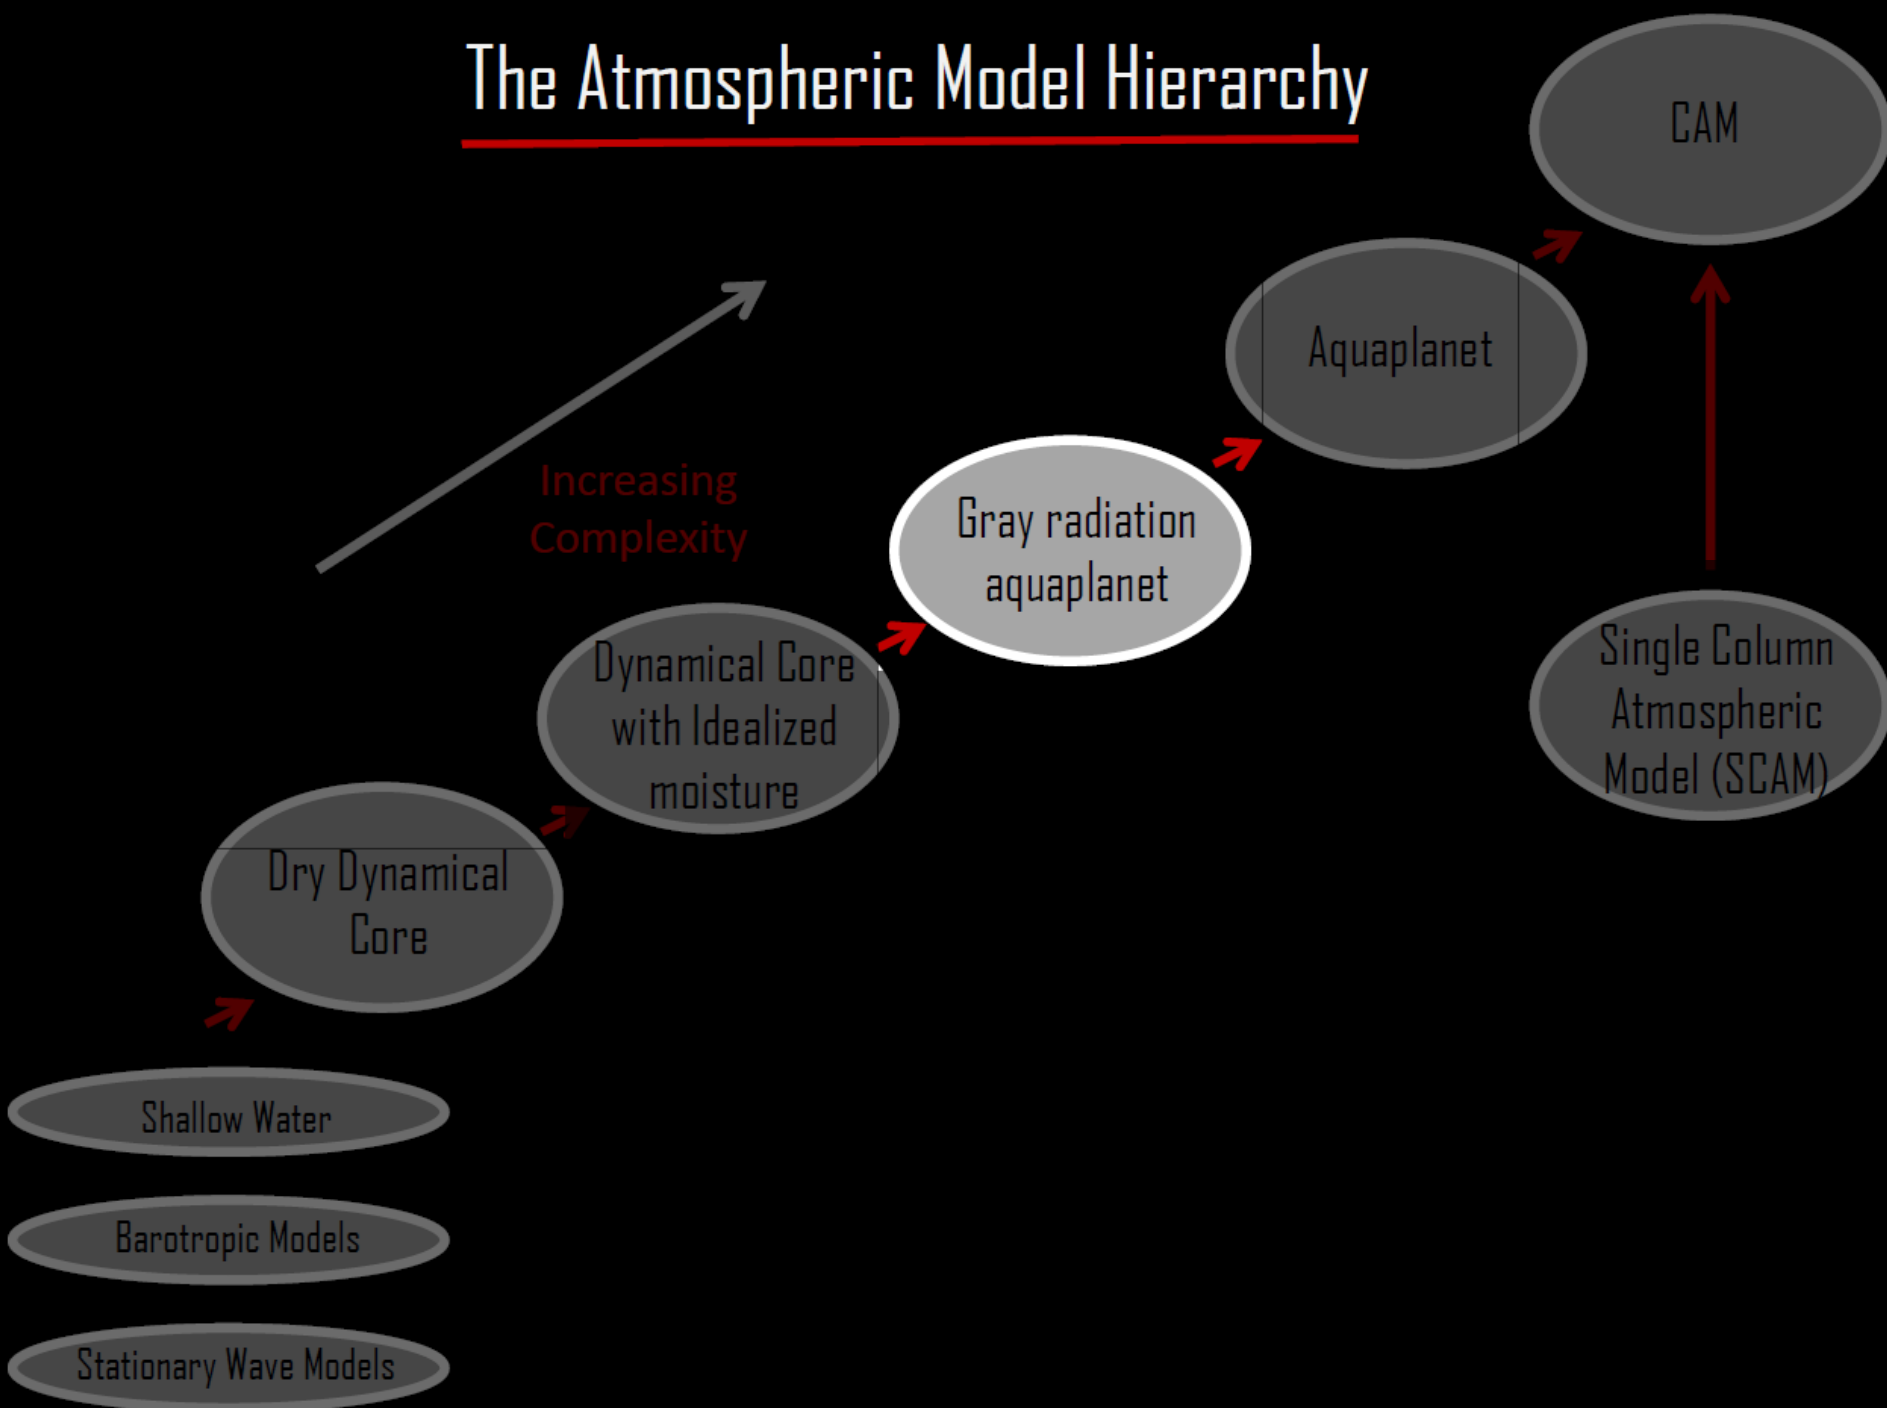 The Atmospheric Model Hierarchy
CAM
Aquaplanet
Increasing
Complexity
Gray radiation
aquaplanet
Dynamical Core
with Idealized
moisture
Single Column
Atmospheric
Model (SCAM)
Dry Dynamical
Core
Shallow Water
Barotropic Models
Stationary Wave Models